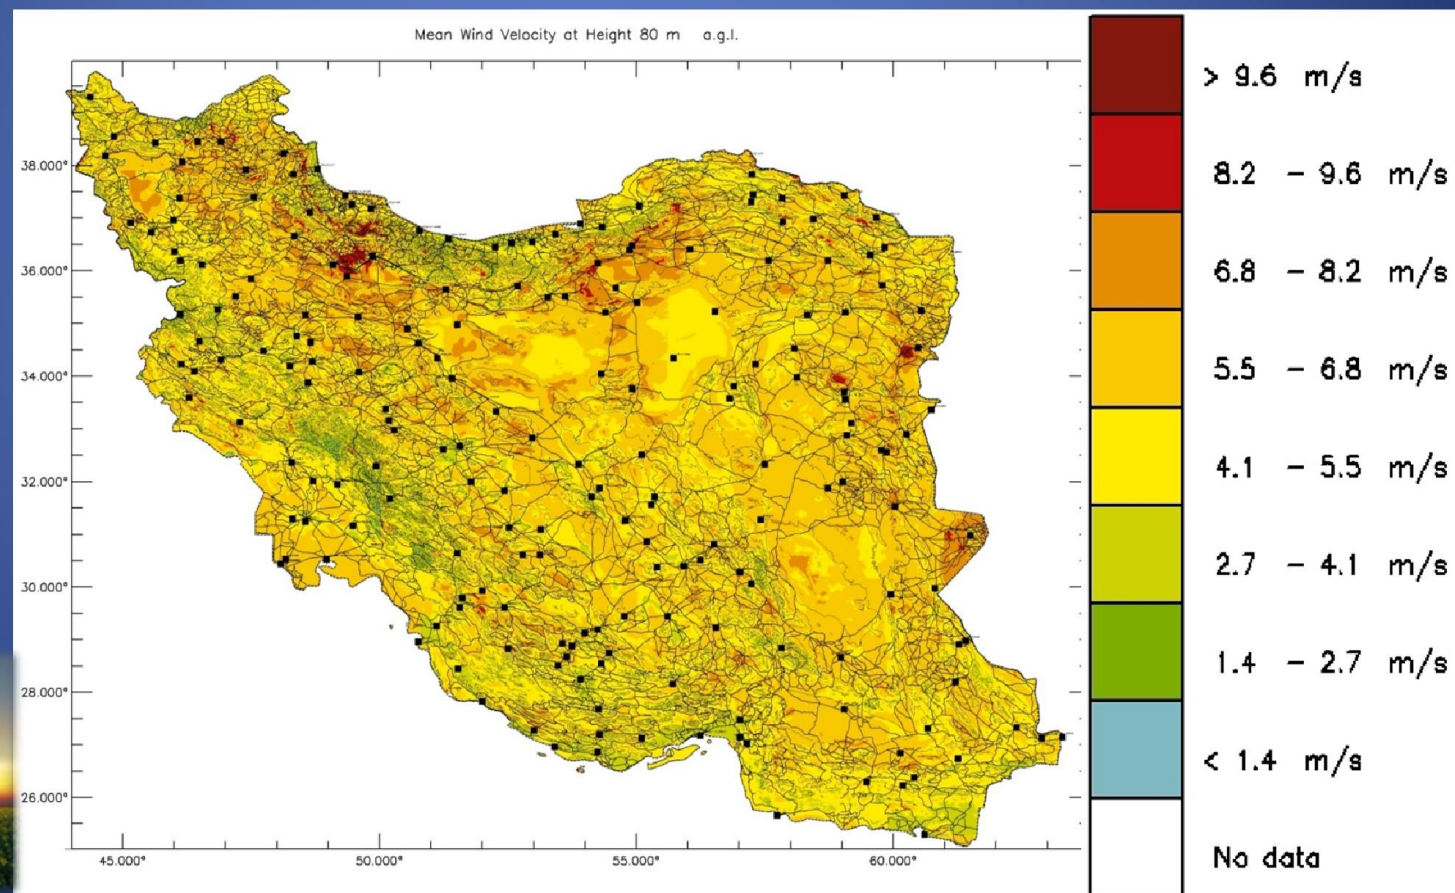 Mean Wind Velocity at Height 80 m a.g.l.
> 9.6 m/s
8.2 - 9.6 m/s
6.8 - 8.2 m/s
5.5 - 6.8 m/s
4.1 - 5.5 m/s
2.7 - 4.1 m/s
1.4 - 2.7 m/s
< 1.4 m/s
No data
38.000°
36.000°
34.000°
32.000°
30.000°
28.000°
26.000°
45.000° 50.000° 55.000° 60.000°